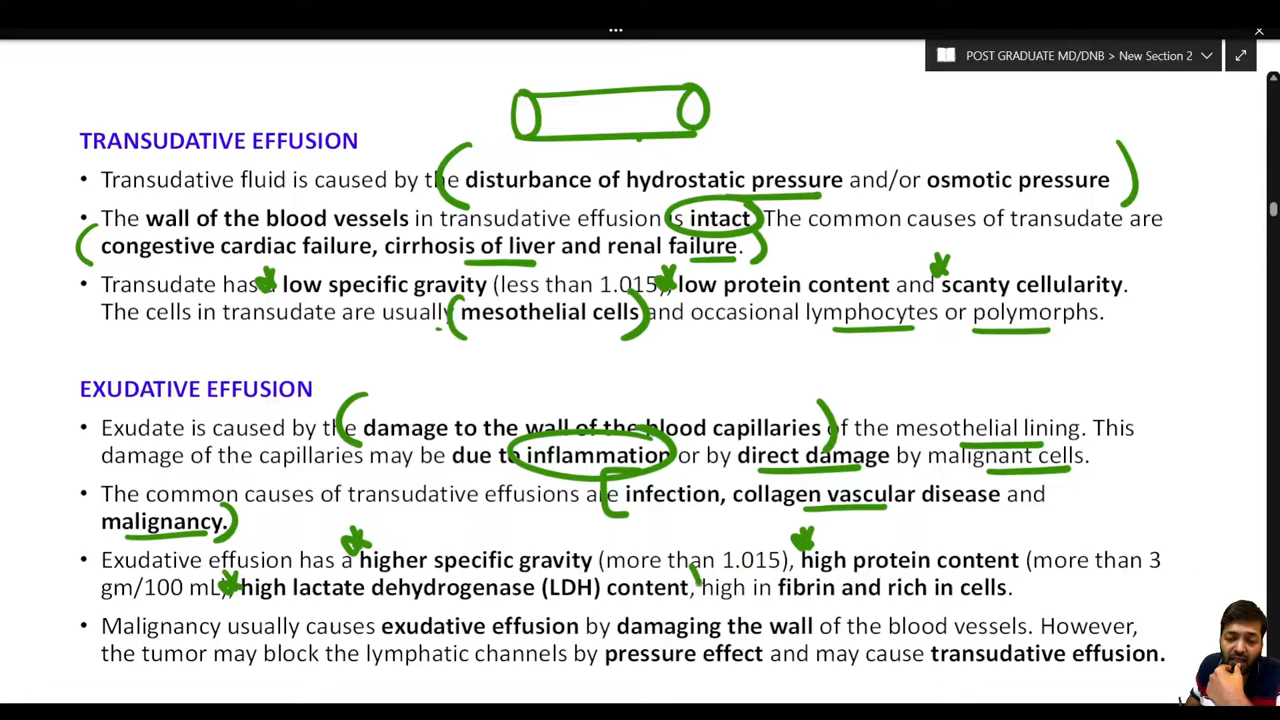 POST GRADUATE MD/DNB > New Section 2
TRANSUDATIVE EFFUSION
• Transudative fluid is caused by the disturbance of hydrostatic pressure and/or osmotic pressure
• The wall of the blood vessels in transudative effusion is intact. The common causes of transudate are
congestive cardiac failure, cirrhosis of liver and renal failure.
• Transudate has a low specific gravity (less than 1.015), low protein content and scanty cellularity.
The cells in transudate are usually mesothelial cells and occasional lymphocytes or polymorphs.
EXUDATIVE EFFUSION
• Exudate is caused by the damage to the wall of the blood capillaries of the mesothelial lining. This
damage of the capillaries may be due to inflammation or by direct damage by malignant cells.
• The common causes of transudative effusions are infection, collagen vascular disease and
malignancy.
• Exudative effusion has a higher specific gravity (more than 1.015), high protein content (more than 3
gm/100 mL), high lactate dehydrogenase (LDH) content, high in fibrin and rich in cells.
• Malignancy usually causes exudative effusion by damaging the wall of the blood vessels. However,
the tumor may block the lymphatic channels by pressure effect and may cause transudative effusion.